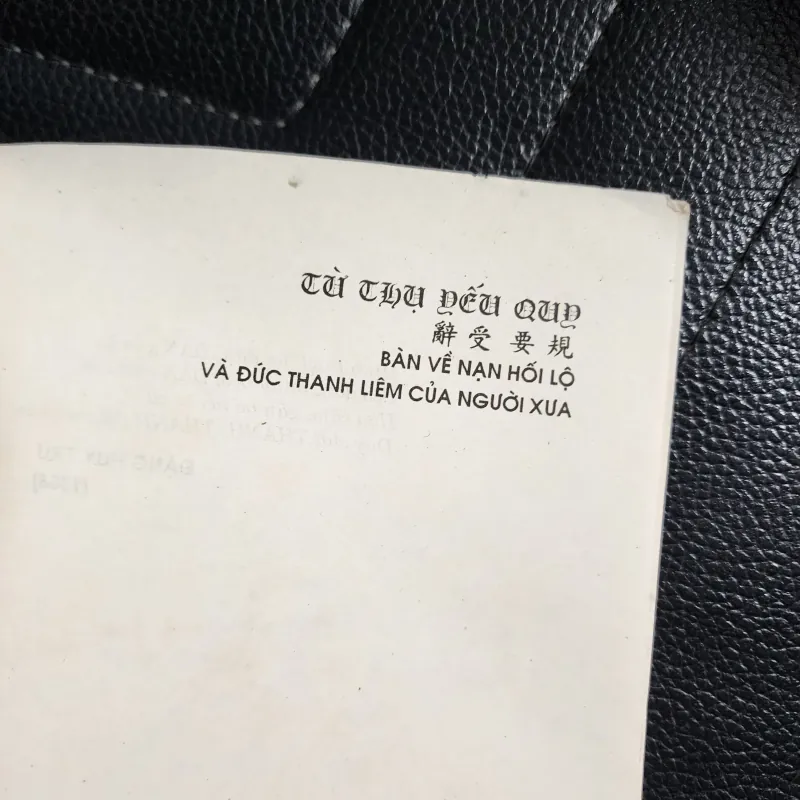 TỪ THỤ YẾU QUY
辭受要規
BÀN VỀ NẠN HỐI LỘ
VÀ ĐỨC THANH LIÊM CỦA NGƯỜI XƯA